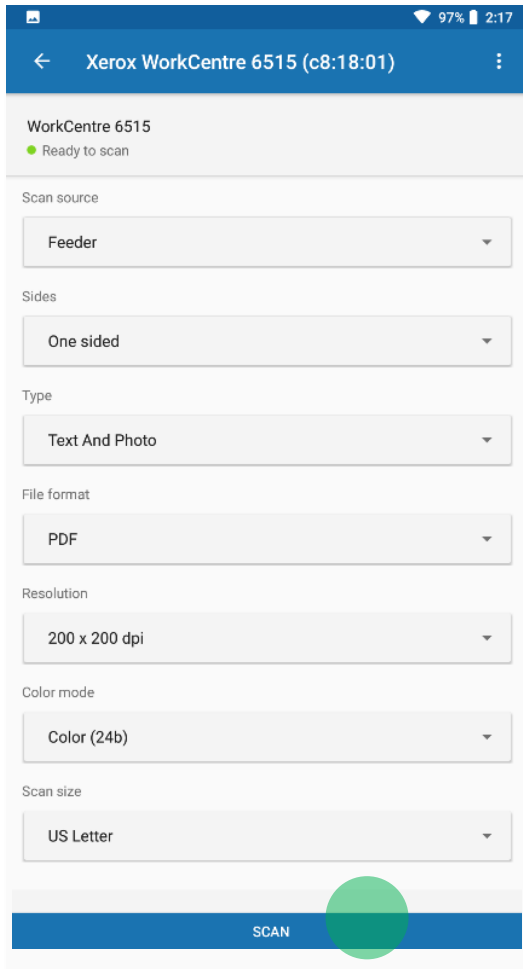 97% 2:17
Xerox WorkCentre 6515 (c8:18:01)
WorkCentre 6515
Ready to scan
Scan source
Feeder
Sides
One sided
Type
Text And Photo
File format
PDF
Resolution
200 x 200 dpi
Color mode
Color (24b)
Scan size
US Letter
SCAN